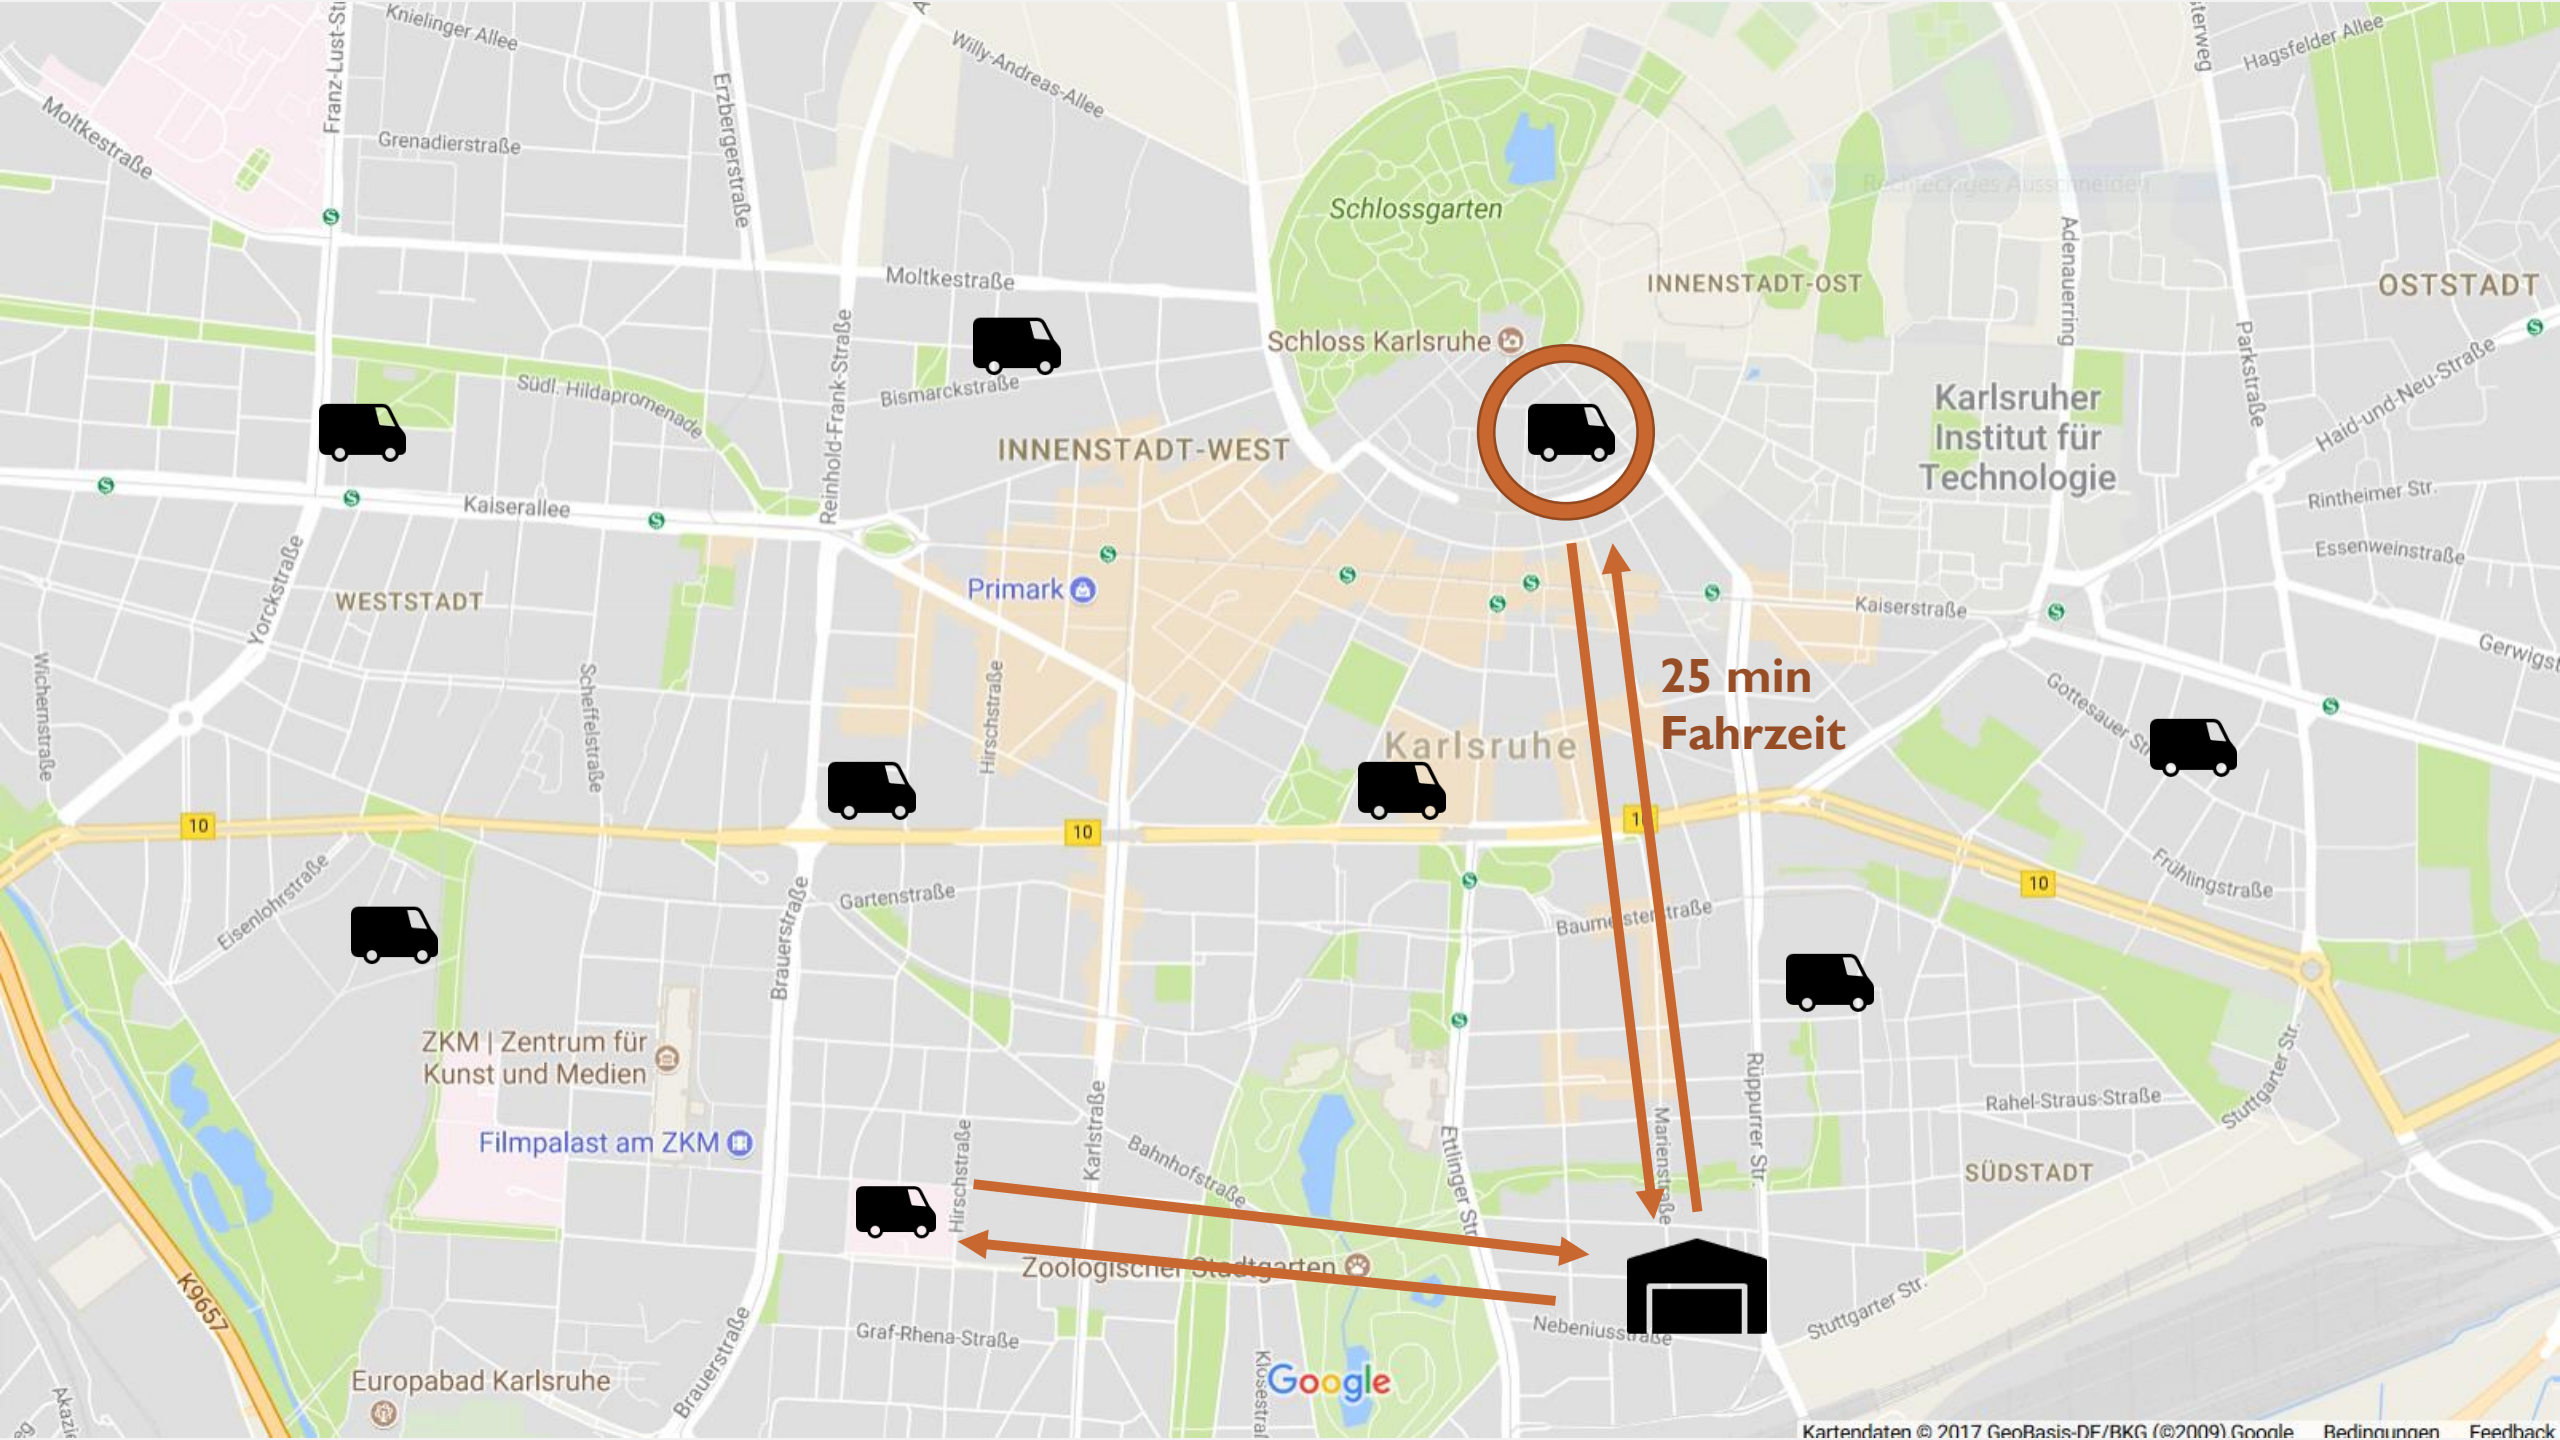 Knielinger Allee
Franz-Lust-St
Willy-Andreas-Allee
Hagsfelder Allee
Moltkestraße
Erzbergerstraße
Grenadierstraße
Rechteckiges Ausschneiden
Schlossgarten
Adenauerring
INNENSTADT-OST
OSTSTADT
Moltkestraße
Schloss Karlsruhe
Parkstraße
Haid-und-Neu-Straße
Reinhold-Frank-Straße
Südl. Hildapromenade
Bismarckstraße
Karlsruher
Institut für
Technologie
INNENSTADT-WEST
Rintheimer Str.
Kaiserallee
Essenweinstraße
Yorckstraße
WESTSTADT
Primark
Kaiserstraße
Gerwigst
Wichernstraße
Scheffelstraße
Hirschstraße
25 min
Fahrzeit
Gottesauer Str
Karlsruhe
10
10
10
Eisenlohrstraße
Brauerstraße
Gartenstraße
Baumeisterstraße
Frühlingstraße
10
ZKM | Zentrum für
Kunst und Medien
Rüppurrer Str.
Rahel-Straus-Straße
Stuttgarter Str.
Filmpalast am ZKM
Hirschstraße
Karlstraße
Bahnhofstraße
Ettlinger Str
Marienstraße
SÜDSTADT
Zoologischer Stadtgarten
K9657
Graf-Rhena-Straße
Nebeniusstraße
Stuttgarter Str.
Europabad Karlsruhe
Brauerstraße
Google
Kartendaten © 2017 GeoBasis-DE/BKG (©2009),Google Bedingungen Feedback